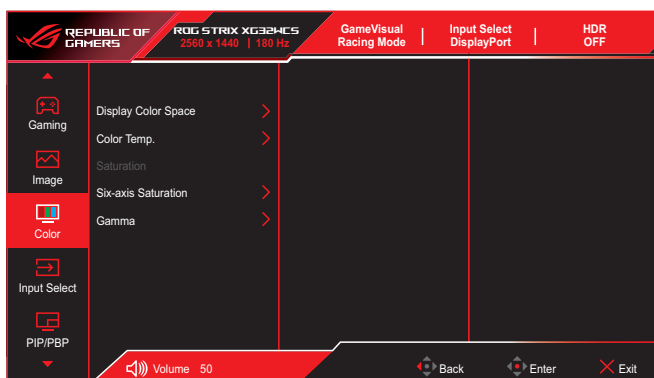 REPUBLIC OF
GAMERS
ROG STRIX XG32WCS
2560 x 1440 | 180 Hz
GameVisual
Racing Mode
Input Select
DisplayPort
HDR
OFF
Gaming
Image
Color
Input Select
PIP/PBP
Display Color Space
Color Temp.
Saturation
Six-axis Saturation
Gamma
Volume 50
Back
Enter
Exit